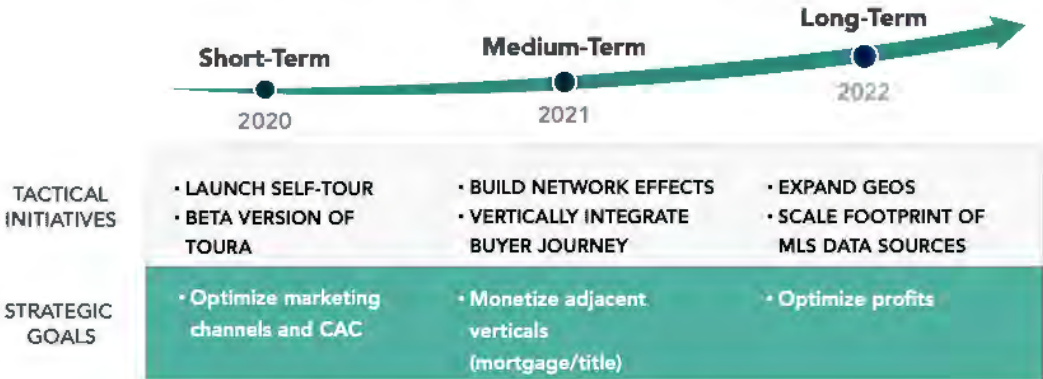 Short-Term
Medium-Term
Long-Term
2020
2021
2022
TACTICAL
INITIATIVES
· LAUNCH SELF-TOUR
· BETA VERSION OF
TOURA
· BUILD NETWORK EFFECTS
· VERTICALLY INTEGRATE
BUYER JOURNEY
· EXPAND GEOS
· SCALE FOOTPRINT OF
MLS DATA SOURCES
STRATEGIC
GOALS
· Optimize marketing
channels and CAC
· Monetize adjacent
verticals
(mortgage/title)
· Optimize profits